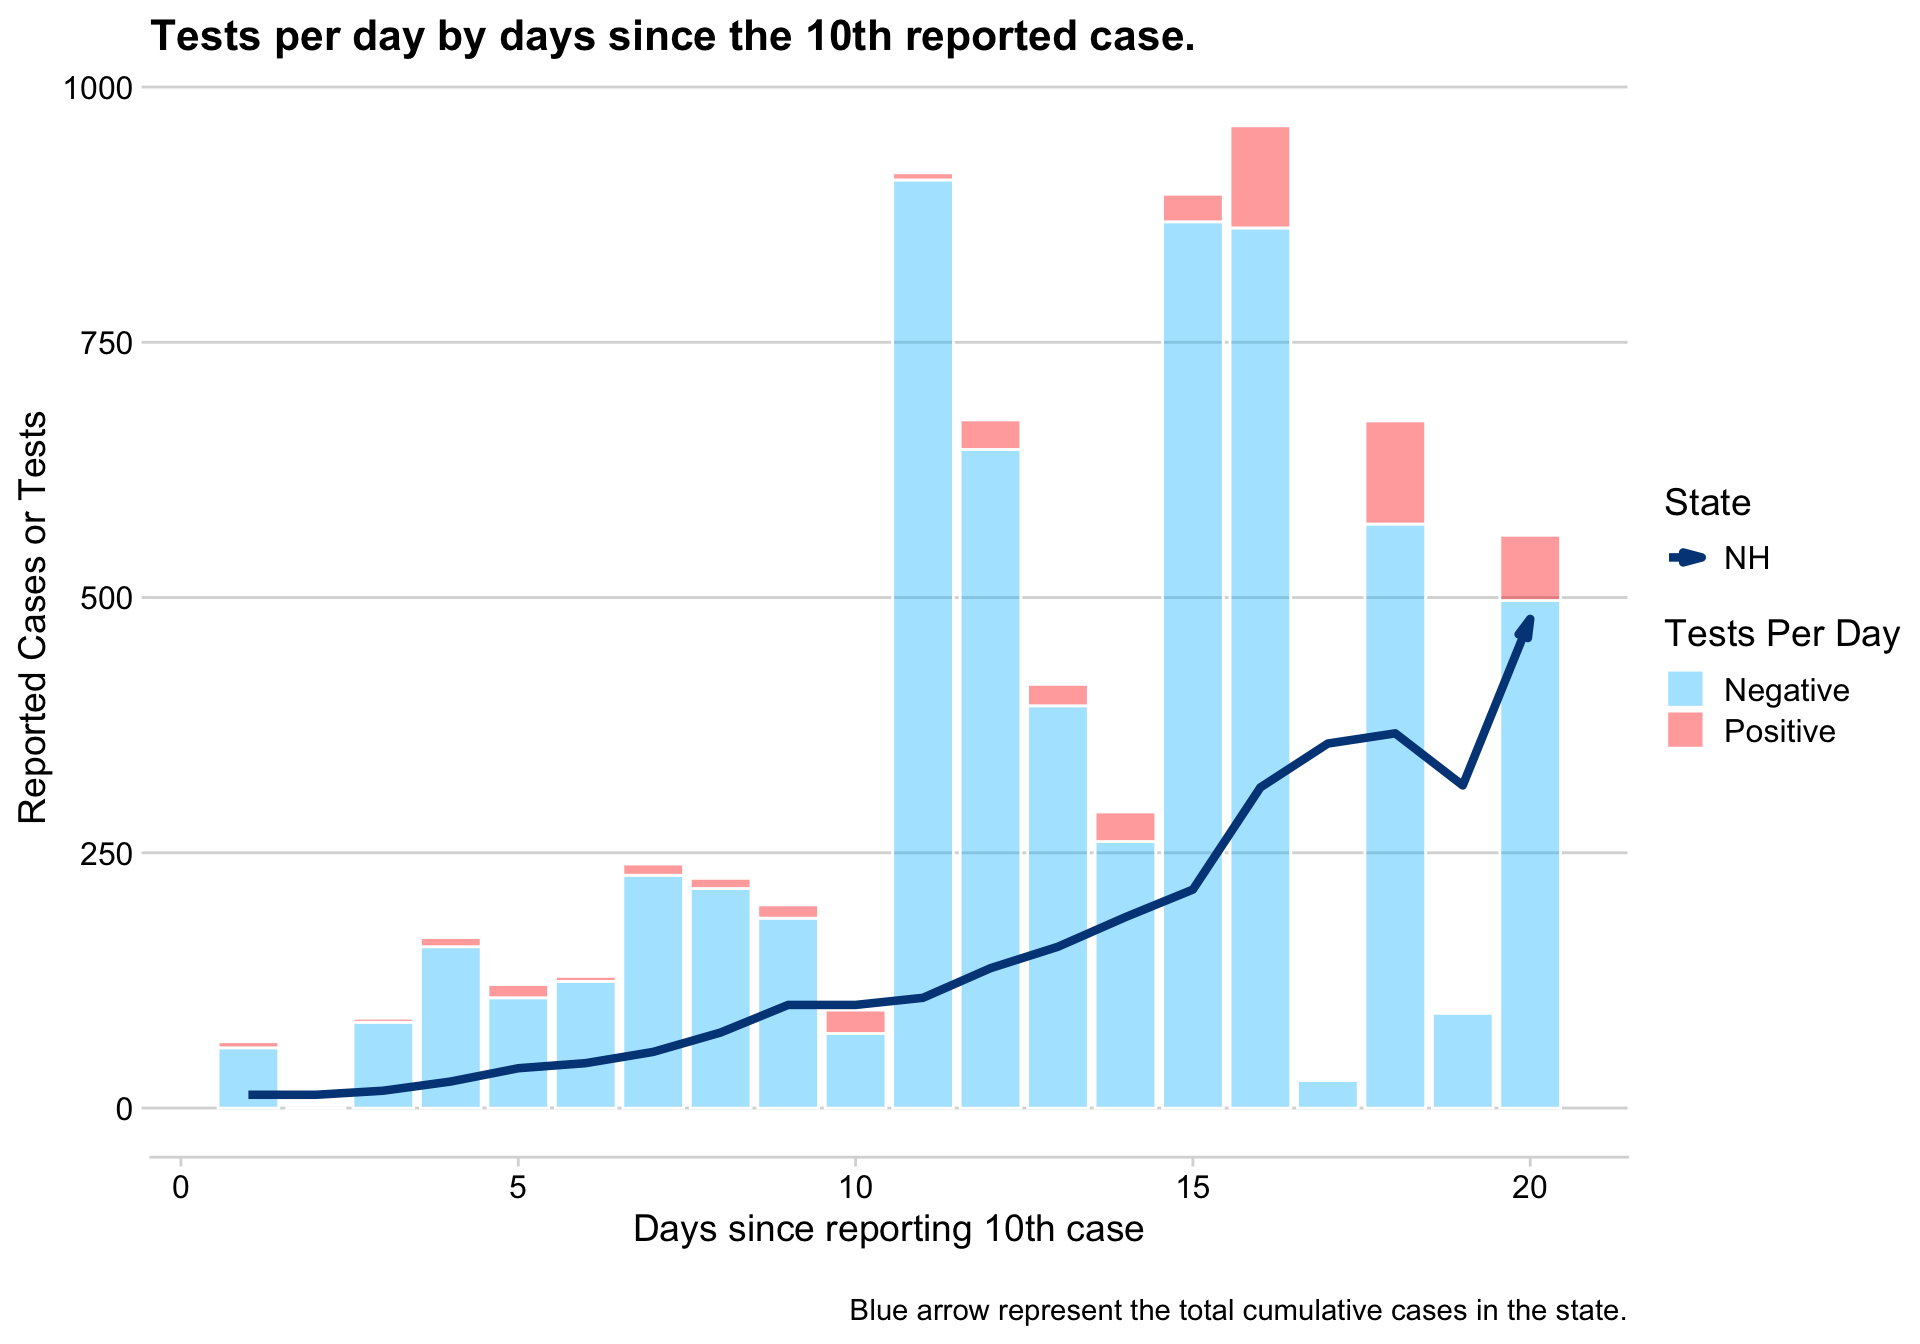 Tests per day by days since the 10th reported case.
1000
750
500
250
0
Reported Cases or Tests
0 5 10 15 20
Days since reporting 10th case
State
NH
Tests Per Day
Negative
Positive
Blue arrow represent the total cumulative cases in the state.